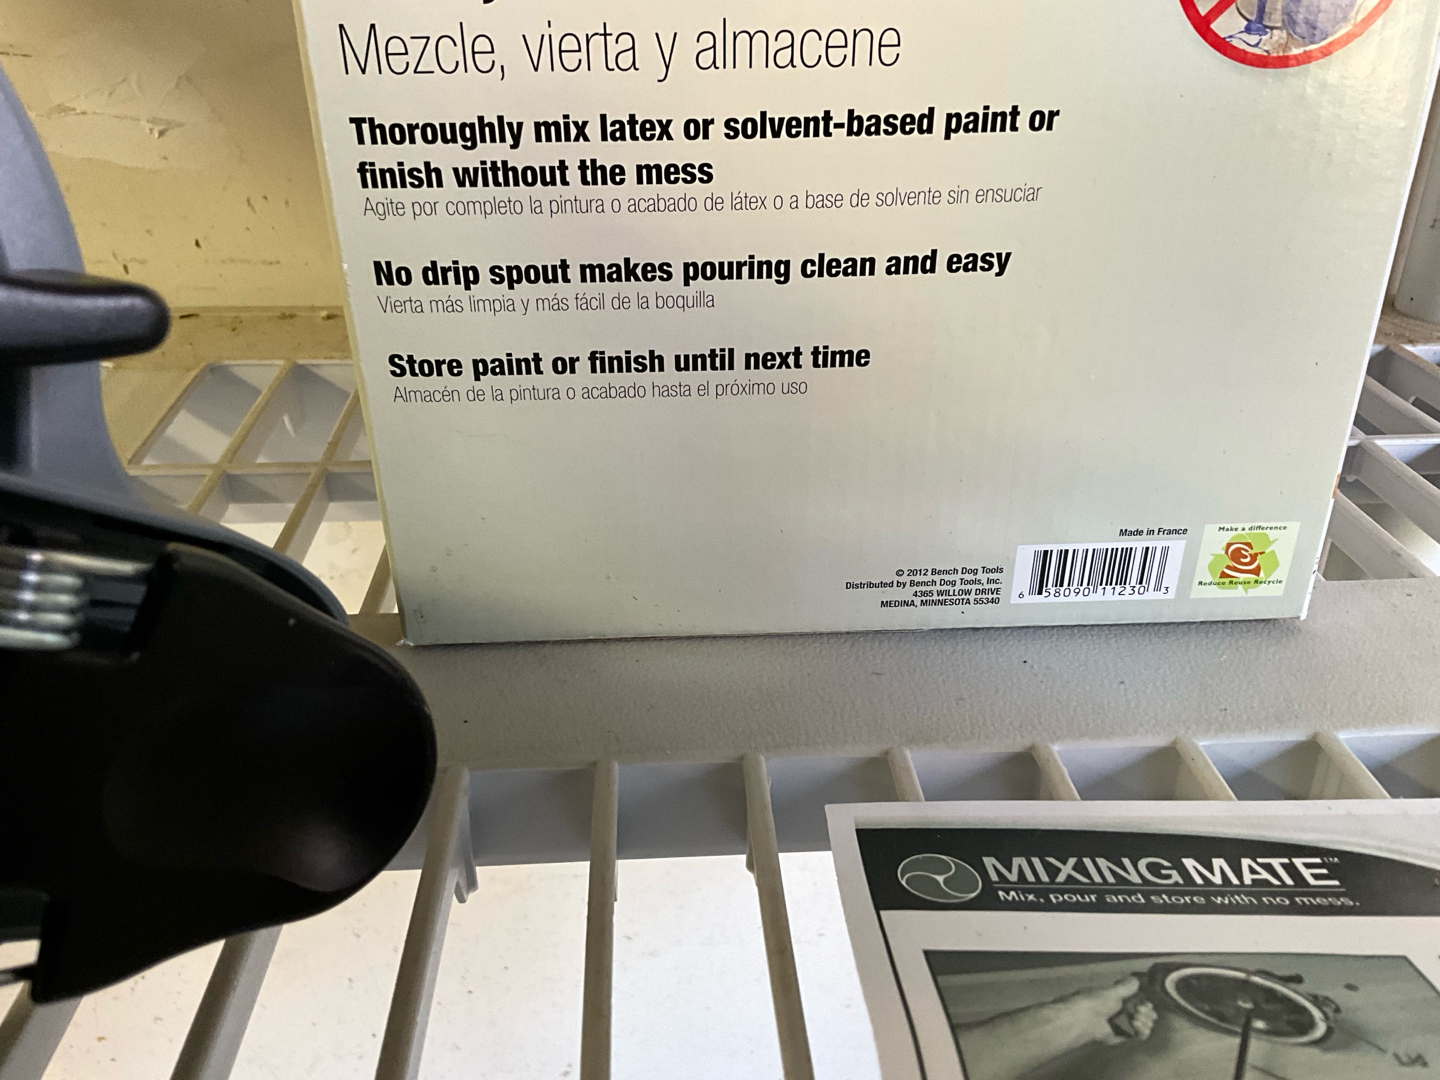 Mezcle, vierta y almacene
Thoroughly mix latex or solvent-based paint or
finish without the mess
Agite por completo la pintura o acabado de látex o a base de solvente sin ensuciar
No drip spout makes pouring clean and easy
Vierta más limpia y más fácil de la boquilla
Store paint or finish until next time
Almacén de la pintura o acabado hasta el próximo uso
Made in France
© 2012 Bench Dog Tools
Distributed by Bench Dog Tools, Inc.
4365 WILLOW DRIVE
MEDINA, MINNESOTA 55340
6 58090 11230 3
Make a difference
Reduce Reuse Recycle
MIXING MATE™
Mix, pour and store with no mess.